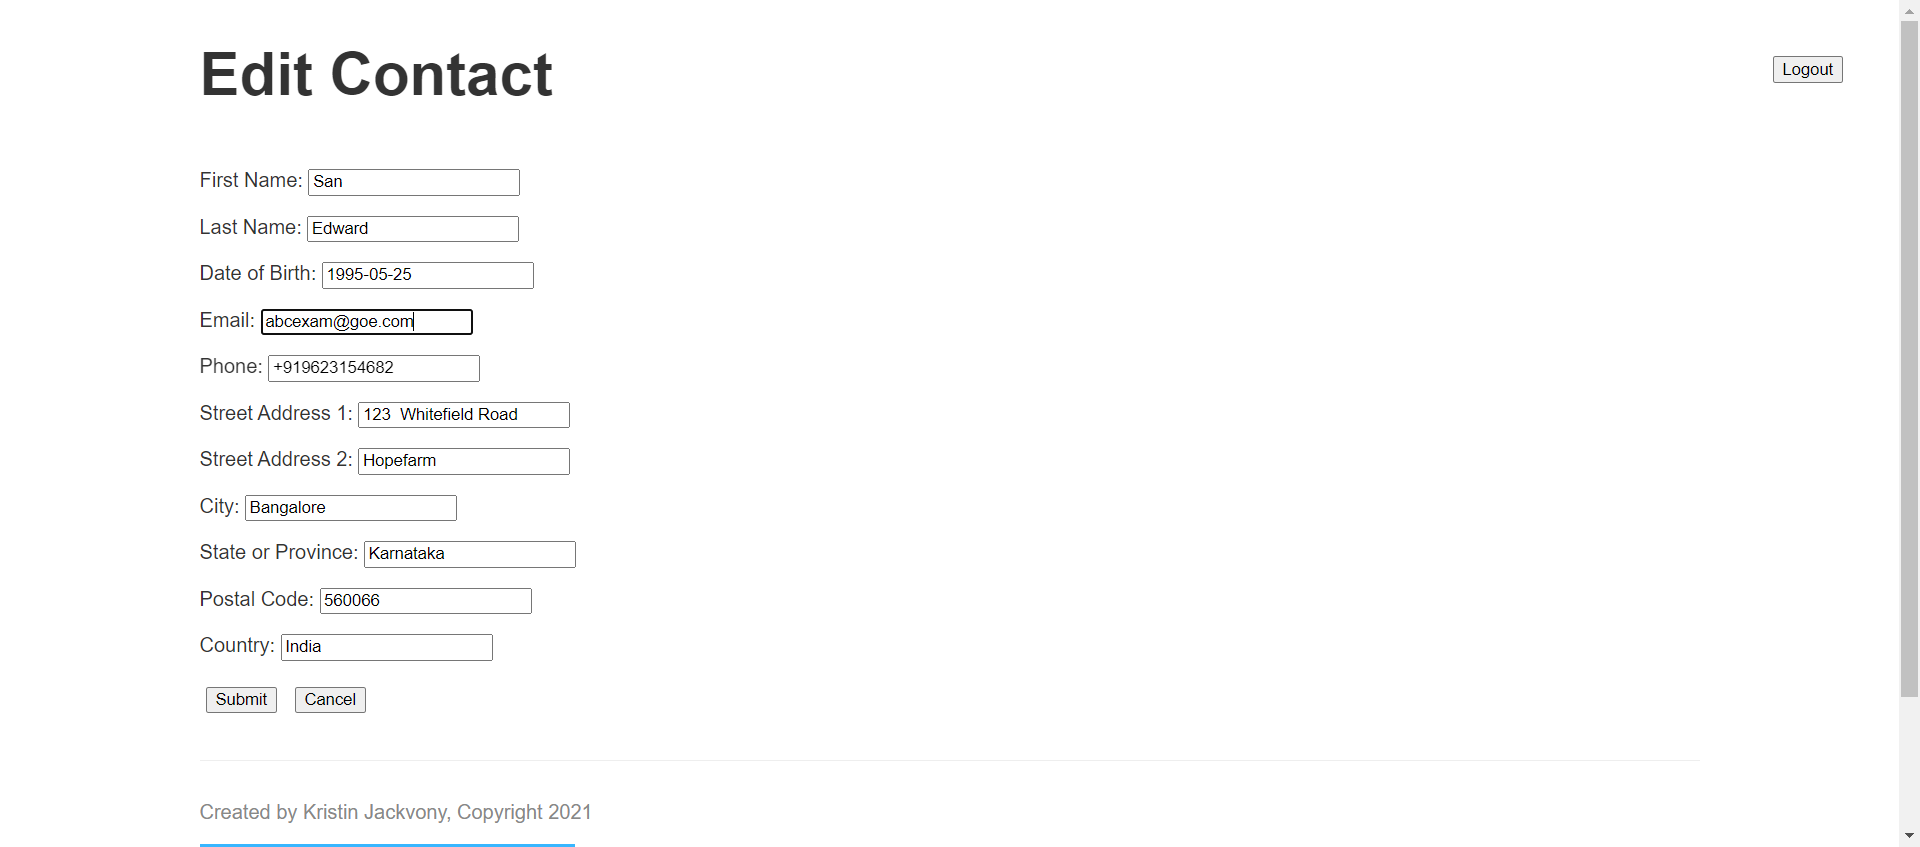 Edit Contact
Logout
First Name: San
Last Name: Edward
Date of Birth: 1995-05-25
Email: abcexam@goe.com
Phone: +919623154682
Street Address 1: 123  Whitefield Road
Street Address 2: Hopefarm
City: Bangalore
State or Province: Karnataka
Postal Code: 560066
Country: India
Submit Cancel
Created by Kristin Jackvony, Copyright 2021